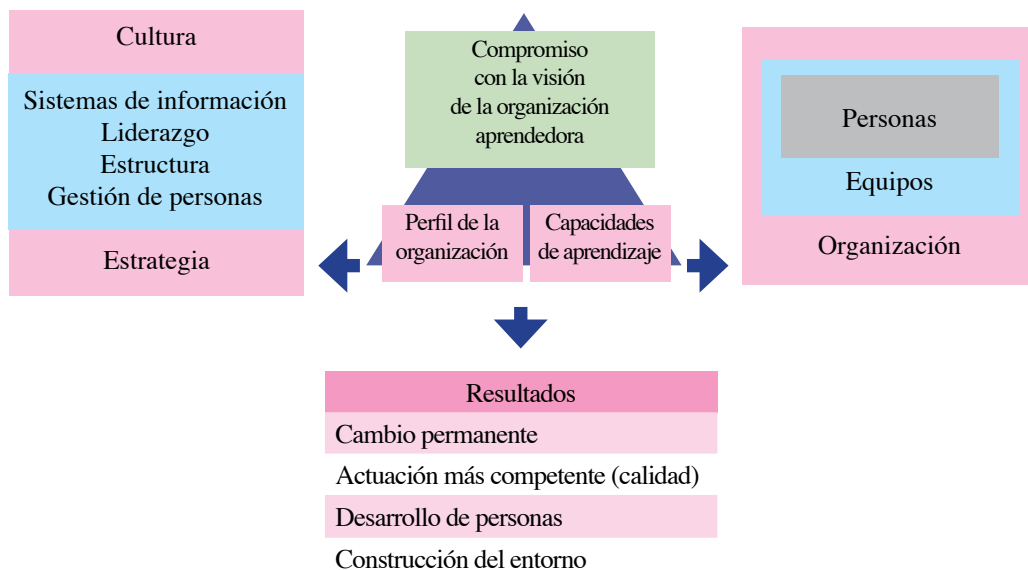 Cultura
Sistemas de información
Liderazgo
Estructura
Gestión de personas
Estrategia
Compromiso
con la visión
de la organización
aprendedora
Perfil de la
organización
Capacidades
de aprendizaje
Personas
Equipos
Organización
Resultados
Cambio permanente
Actuación más competente (calidad)
Desarrollo de personas
Construcción del entorno